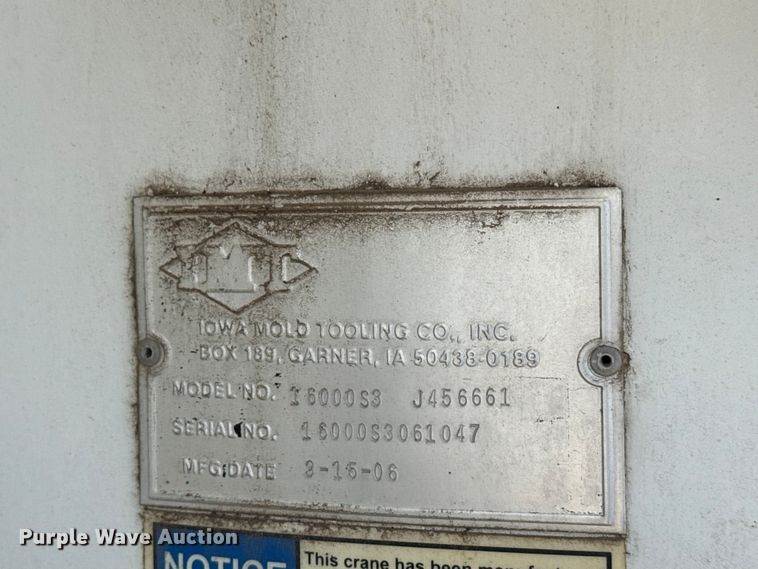 IMT
IOWA MOLD TOOLING CO., INC.
BOX 189, GARNER, IA 50438-0189
MODEL NO. 16000S3 J456661
SERIAL NO. 16000S3061047
MFG DATE 3-15-06
Purple Wave Auction
NOTICE
This crane has been